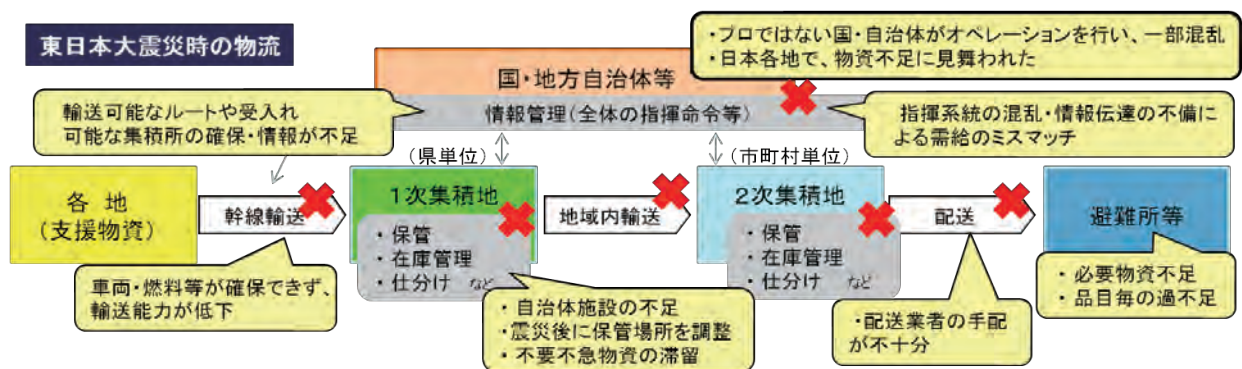 東日本大震災時の物流
・プロではない国・自治体がオペレーションを行い、一部混乱
・日本各地で、物資不足に見舞われた
国・地方自治体等
情報管理(全体の指揮命令等)
輸送可能なルートや受入れ
可能な集積所の確保・情報が不足
指揮系統の混乱・情報伝達の不備に
よる需給のミスマッチ
(県単位)
(市町村単位)
各 地
(支援物資)
幹線輸送
1次集積地
・保管
・在庫管理
・仕分け など
地域内輸送
2次集積地
・保管
・在庫管理
・仕分け など
配送
避難所等
車両・燃料等が確保できず、
輸送能力が低下
・自治体施設の不足
・震災後に保管場所を調整
・不要不急物資の滞留
・配送業者の手配
が不十分
・必要物資不足
・品目毎の過不足